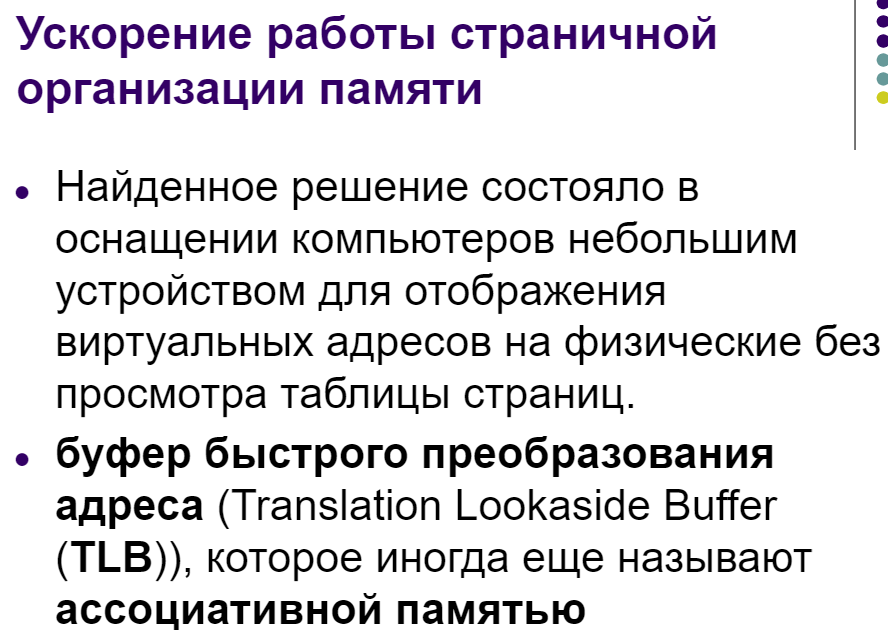 Ускорение работы страничной
организации памяти
• Найденное решение состояло в
оснащении компьютеров небольшим
устройством для отображения
виртуальных адресов на физические без
просмотра таблицы страниц.
• буфер быстрого преобразования
адреса (Translation Lookaside Buffer
(TLB)), которое иногда еще называют
ассоциативной памятью